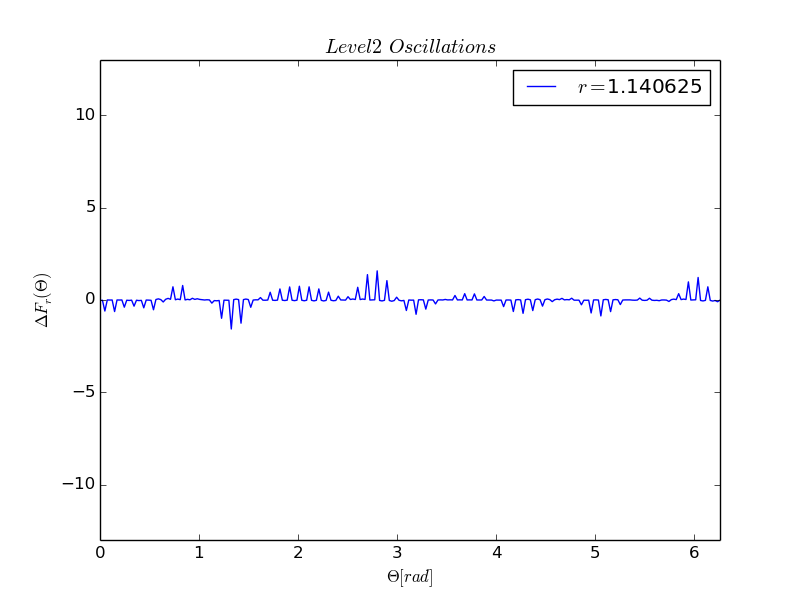 Level2 Oscillations
r=1.140625
10
5
0
−5
−10
ΔF_r(Θ)
0 1 2 3 4 5 6
Θ[rad]